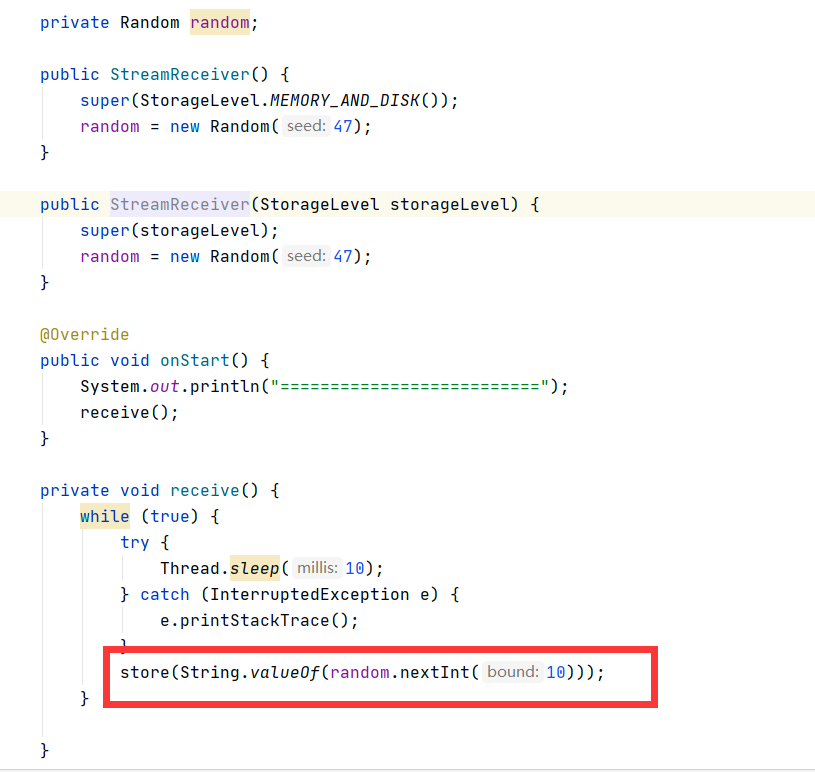 private Random random;
public StreamReceiver() {
super(StorageLevel.MEMORY_AND_DISK());
random = new Random( seed: 47);
}
public StreamReceiver(StorageLevel storageLevel) {
super(storageLevel);
random = new Random( seed: 47);
}
@Override
public void onStart() {
System.out.println("==========================");
receive();
}
private void receive() {
while (true) {
try {
Thread.sleep( millis: 10);
} catch (InterruptedException e) {
e.printStackTrace();
}
store(String.valueOf(random.nextInt( bound: 10)));
}
}